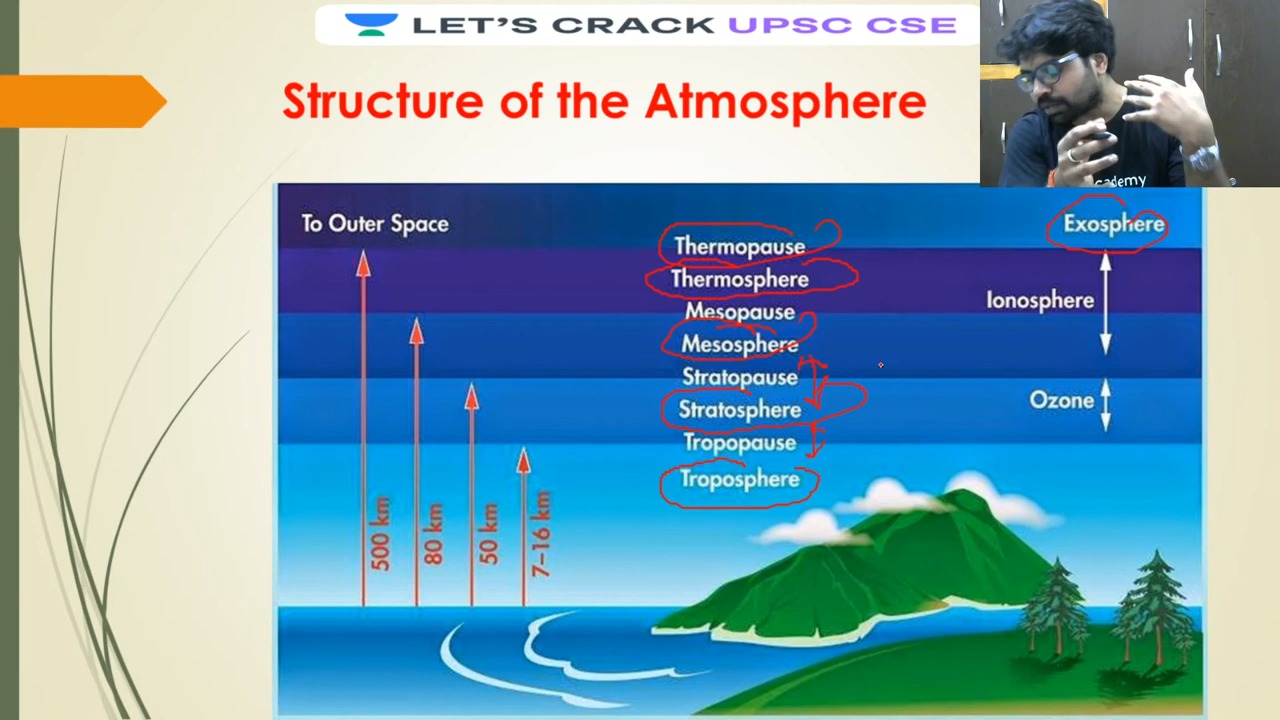 LET'S CRACK UPSC CSE
Structure of the Atmosphere
cademy
To Outer Space
Exosphere
Thermopause
Thermosphere
Ionosphere
Mesopause
Mesosphere
Stratopause
Ozone
Stratosphere
Tropopause
Troposphere
500 km
80 km
50 km
7–16 km